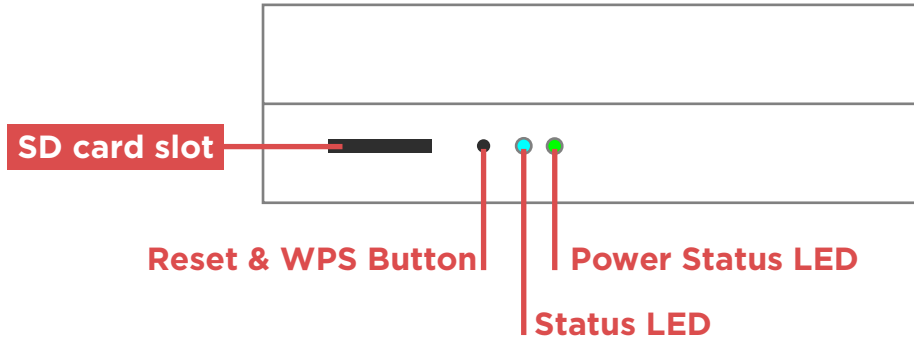 SD card slot
Reset & WPS Button
Power Status LED
Status LED